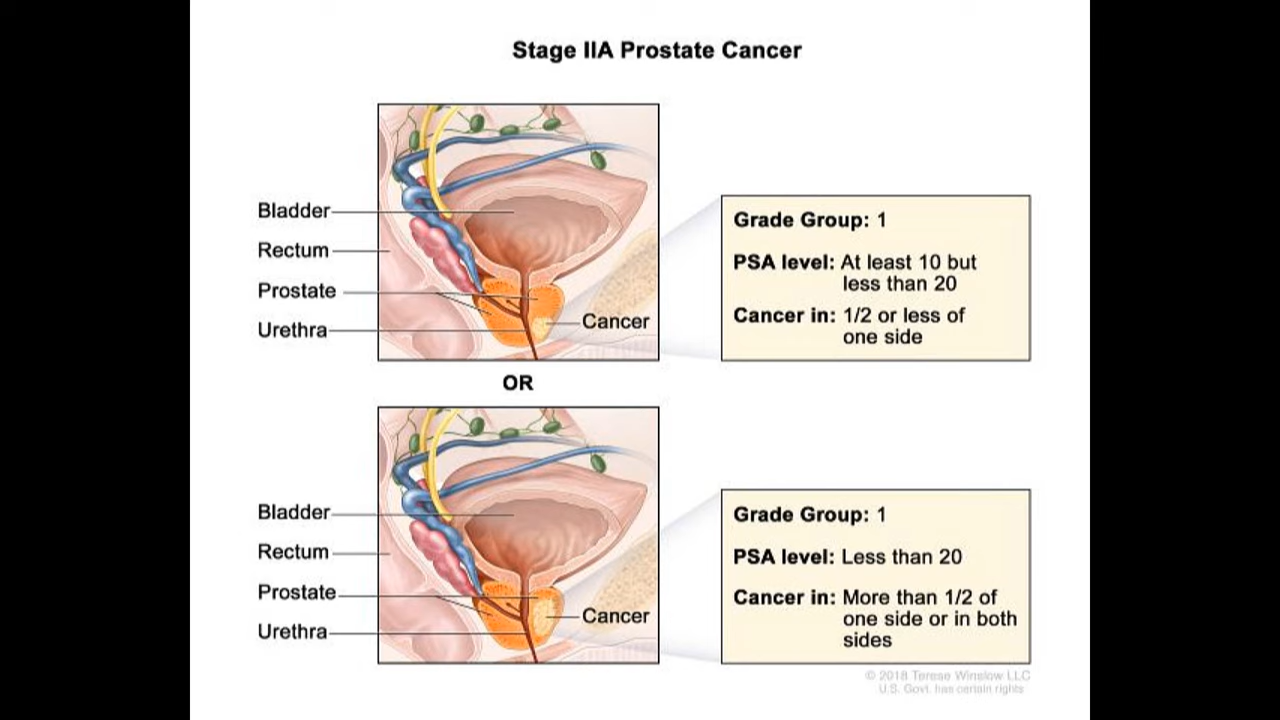 Stage IIA Prostate Cancer
Bladder
Rectum
Prostate
Urethra
Cancer
Grade Group: 1
PSA level: At least 10 but
less than 20
Cancer in: 1/2 or less of
one side
OR
Bladder
Rectum
Prostate
Urethra
Cancer
Grade Group: 1
PSA level: Less than 20
Cancer in: More than 1/2 of
one side or in both
sides
© 2018 Terese Winslow LLC
U.S. Govt. has certain rights